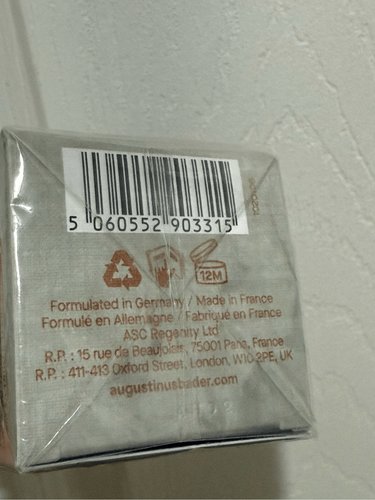 5 060552 903315
12M
Formulated in Germany / Made in France
Formulé en Allemagne / Fabriqué en France
ASC Regenity Ltd
R.P. : 15 rue de Beaujolais, 75001 Paris, France
R.P. : 411-413 Oxford Street, London, W1C 2PE, UK
augustinusbader.com